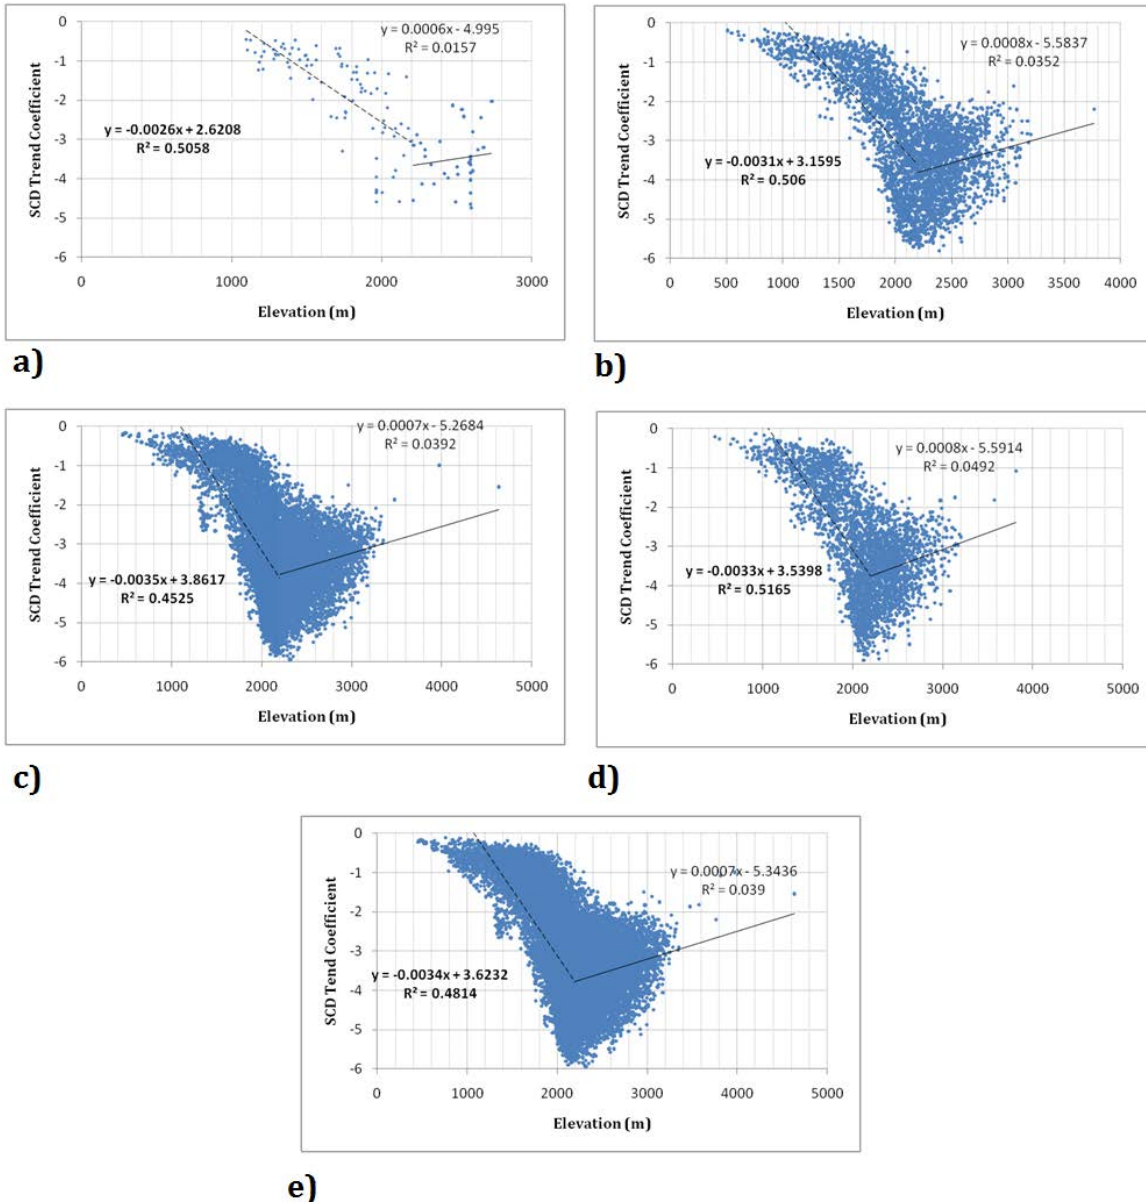 0
-1
-2
-3
-4
-5
-6
SCD Trend Coefficient
y = 0.0006x - 4.995
R² = 0.0157
y = -0.0026x + 2.6208
R² = 0.5058
0 1000 2000 3000
Elevation (m)
a)
0
-1
-2
-3
-4
-5
-6
SCD Trend Coefficient
y = 0.0008x - 5.5837
R² = 0.0352
y = -0.0031x + 3.1595
R² = 0.506
0 500 1000 1500 2000 2500 3000 3500 4000
Elevation (m)
b)
0
-1
-2
-3
-4
-5
-6
SCD Trend Coefficient
y = 0.0007x - 5.2684
R² = 0.0392
y = -0.0035x + 3.8617
R² = 0.4525
0 1000 2000 3000 4000 5000
Elevation (m)
c)
0
-1
-2
-3
-4
-5
-6
SCD Trend Coefficient
y = 0.0008x - 5.5914
R² = 0.0492
y = -0.0033x + 3.5398
R² = 0.5165
0 1000 2000 3000 4000 5000
Elevation (m)
d)
0
-1
-2
-3
-4
-5
-6
SCD Tend Coefficient
y = 0.0007x - 5.3436
R² = 0.039
y = -0.0034x + 3.6232
R² = 0.4814
0 1000 2000 3000 4000 5000
Elevation (m)
e)